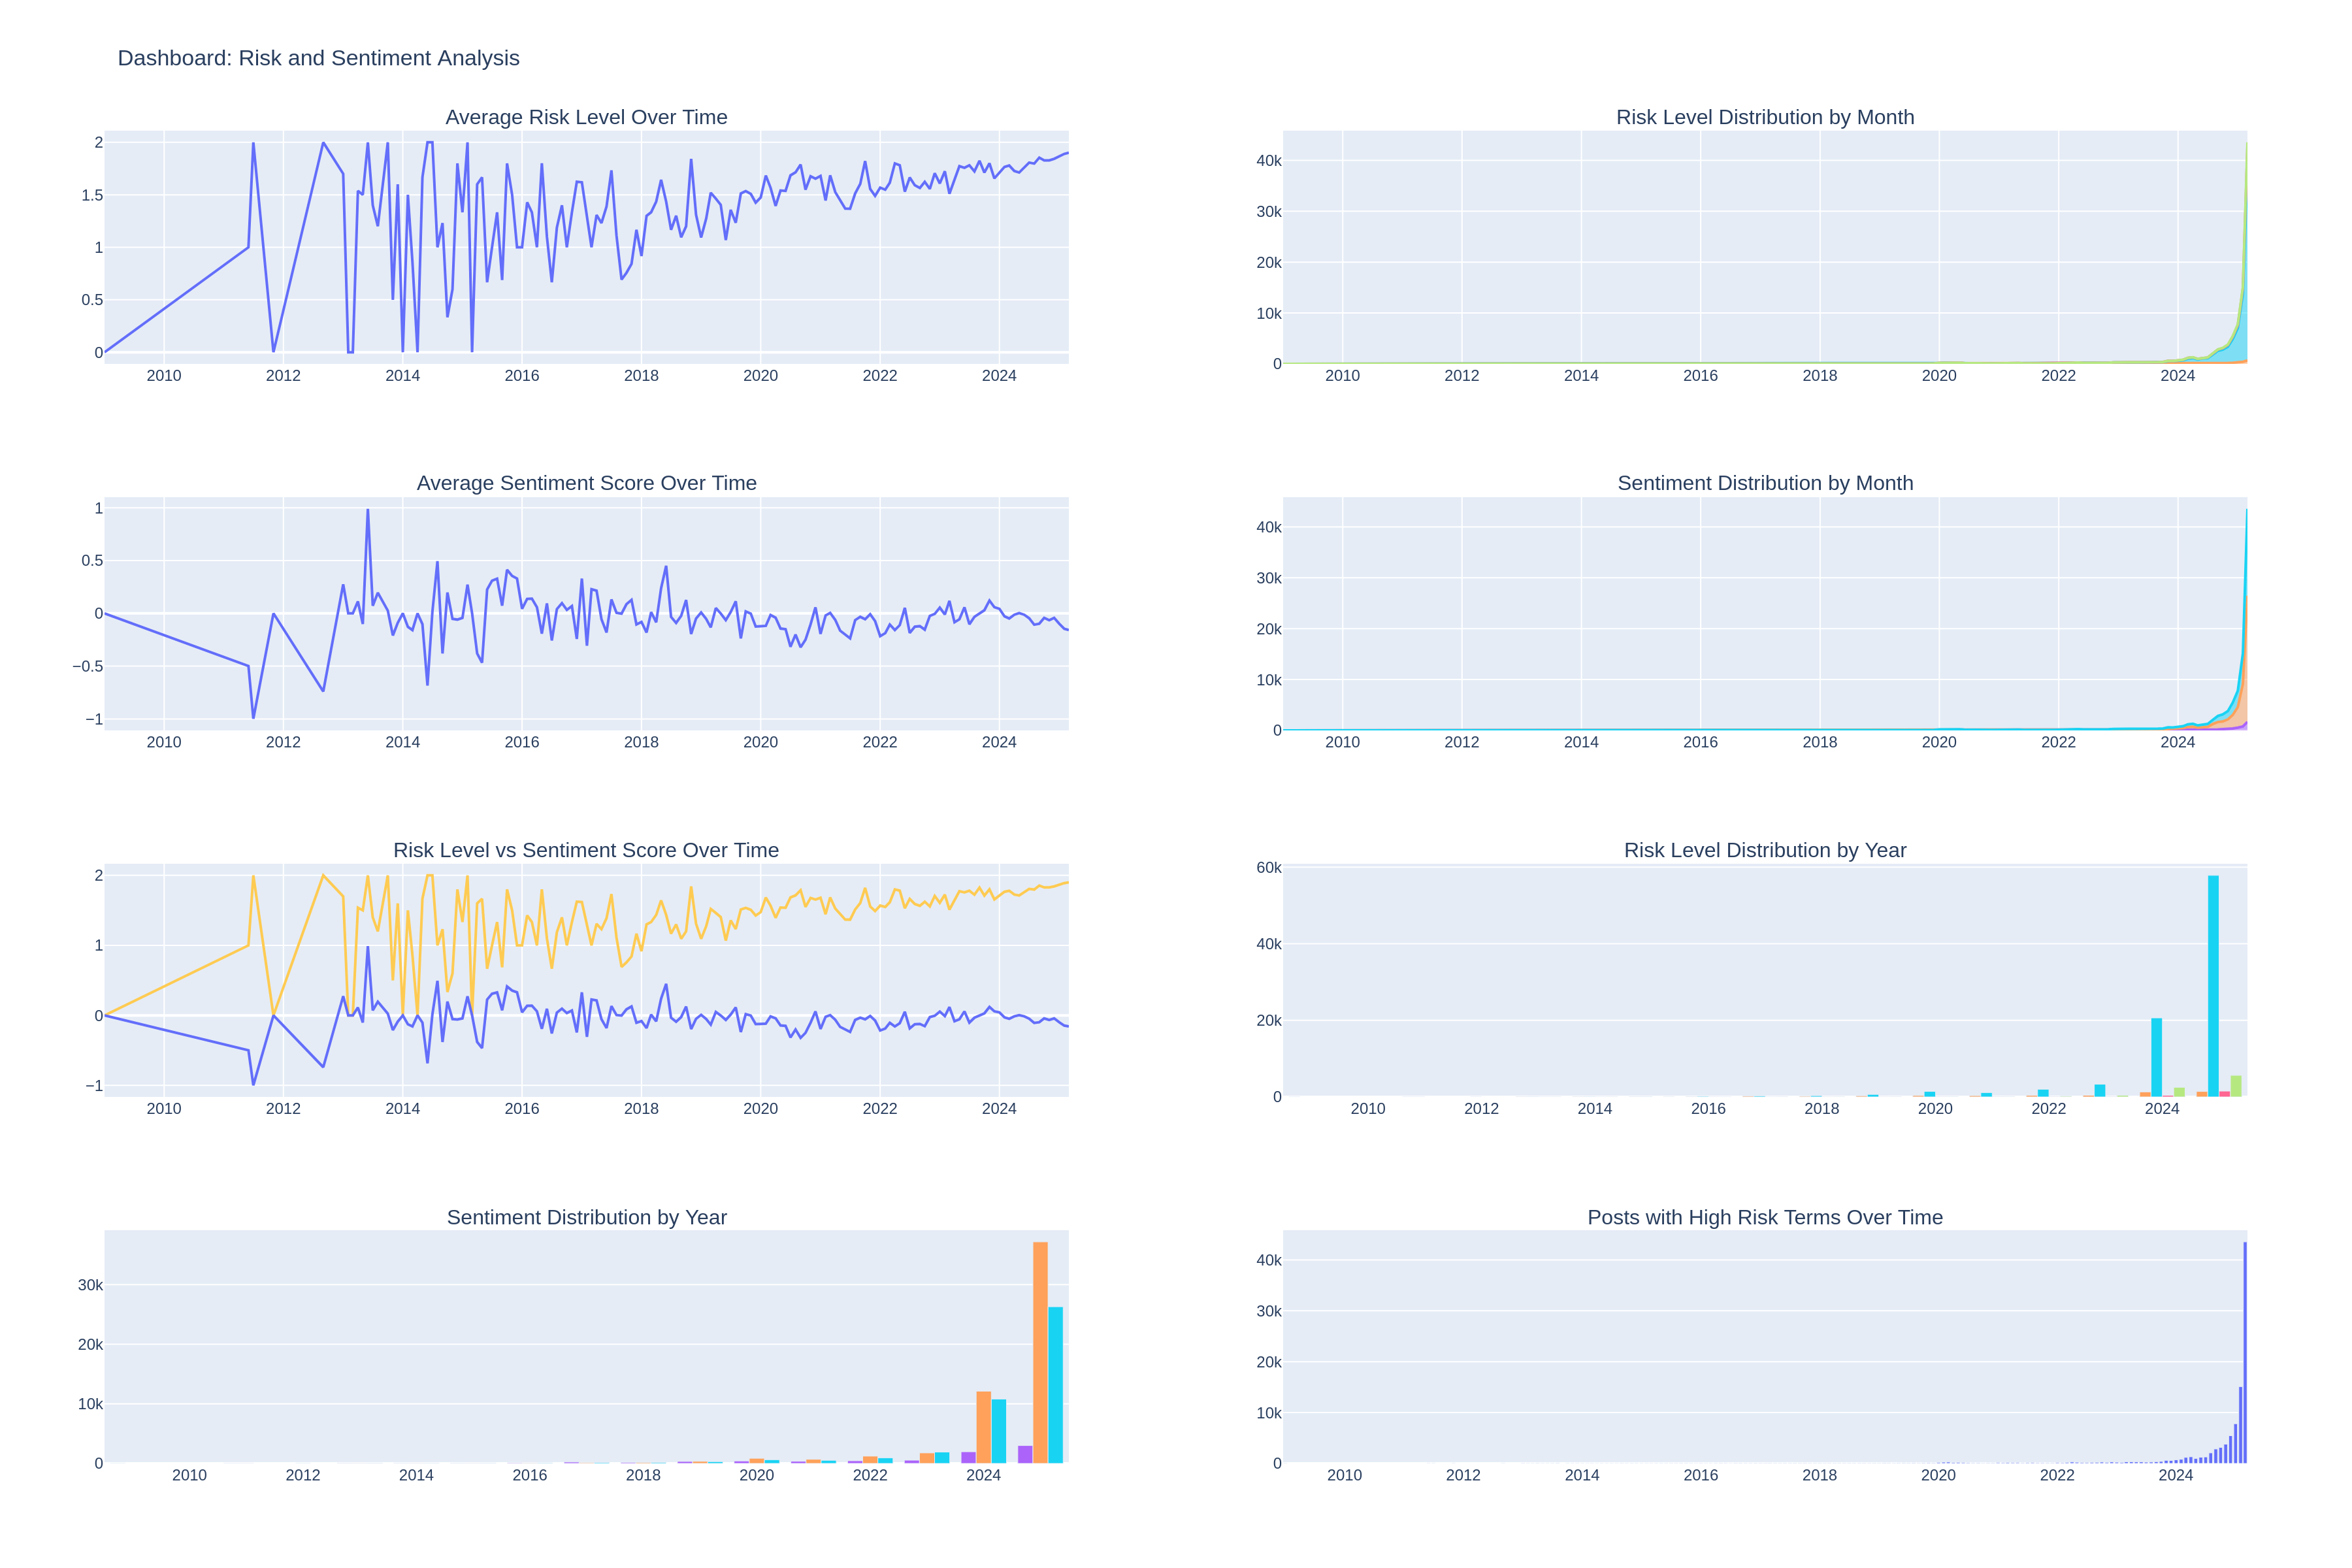 Dashboard: Risk and Sentiment Analysis
Average Risk Level Over Time
2
1.5
1
0.5
0
2010 2012 2014 2016 2018 2020 2022 2024
Risk Level Distribution by Month
40k
30k
20k
10k
0
2010 2012 2014 2016 2018 2020 2022 2024
Average Sentiment Score Over Time
1
0.5
0
−0.5
−1
2010 2012 2014 2016 2018 2020 2022 2024
Sentiment Distribution by Month
40k
30k
20k
10k
0
2010 2012 2014 2016 2018 2020 2022 2024
Risk Level vs Sentiment Score Over Time
2
1
0
−1
2010 2012 2014 2016 2018 2020 2022 2024
Risk Level Distribution by Year
60k
40k
20k
0
2010 2012 2014 2016 2018 2020 2022 2024
Sentiment Distribution by Year
30k
20k
10k
0
2010 2012 2014 2016 2018 2020 2022 2024
Posts with High Risk Terms Over Time
40k
30k
20k
10k
0
2010 2012 2014 2016 2018 2020 2022 2024